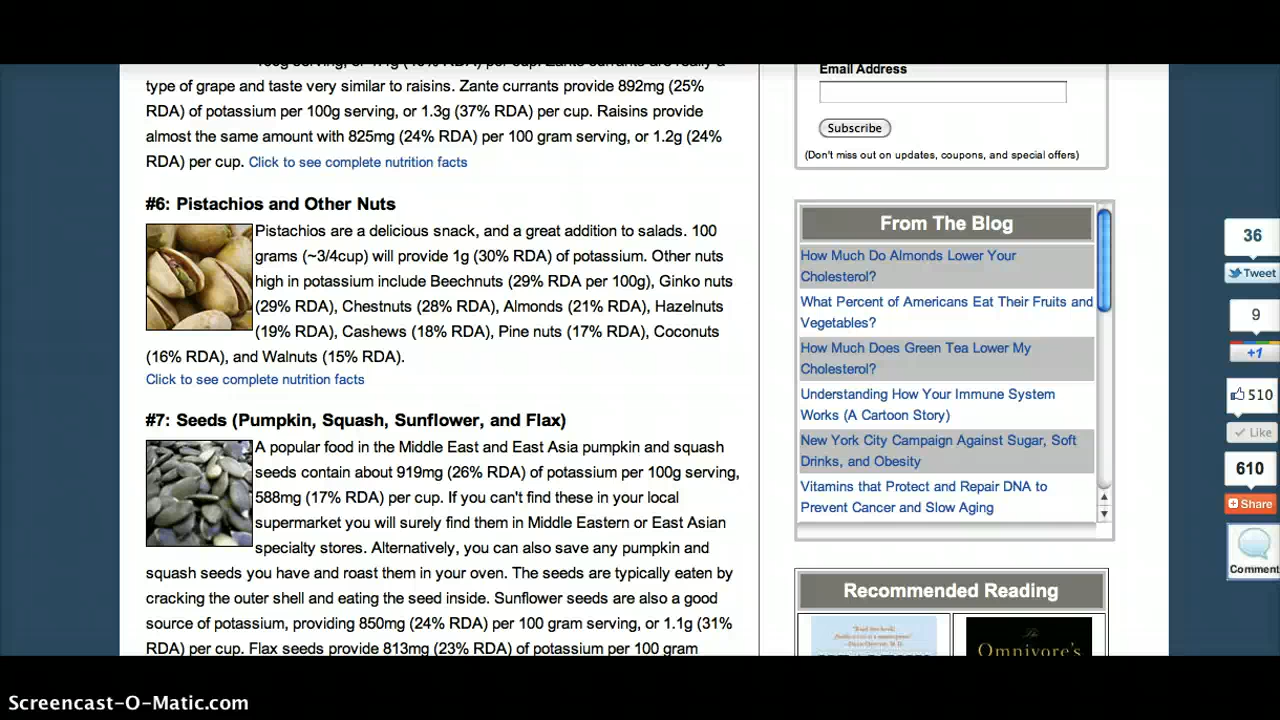 type of grape and taste very similar to raisins. Zante currants provide 892mg (25%
RDA) of potassium per 100g serving, or 1.3g (37% RDA) per cup. Raisins provide
almost the same amount with 825mg (24% RDA) per 100 gram serving, or 1.2g (24%
RDA) per cup. Click to see complete nutrition facts
#6: Pistachios and Other Nuts
Pistachios are a delicious snack, and a great addition to salads. 100
grams (~3/4cup) will provide 1g (30% RDA) of potassium. Other nuts
high in potassium include Beechnuts (29% RDA per 100g), Ginko nuts
(29% RDA), Chestnuts (28% RDA), Almonds (21% RDA), Hazelnuts
(19% RDA), Cashews (18% RDA), Pine nuts (17% RDA), Coconuts
(16% RDA), and Walnuts (15% RDA).
Click to see complete nutrition facts
#7: Seeds (Pumpkin, Squash, Sunflower, and Flax)
A popular food in the Middle East and East Asia pumpkin and squash
seeds contain about 919mg (26% RDA) of potassium per 100g serving,
588mg (17% RDA) per cup. If you can't find these in your local
supermarket you will surely find them in Middle Eastern or East Asian
specialty stores. Alternatively, you can also save any pumpkin and
squash seeds you have and roast them in your oven. The seeds are typically eaten by
cracking the outer shell and eating the seed inside. Sunflower seeds are also a good
source of potassium, providing 850mg (24% RDA) per 100 gram serving, or 1.1g (31%
RDA) per cup. Flax seeds provide 813mg (23% RDA) of potassium per 100 gram
Email Address
Subscribe
(Don't miss out on updates, coupons, and special offers)
From The Blog
How Much Do Almonds Lower Your
Cholesterol?
What Percent of Americans Eat Their Fruits and
Vegetables?
How Much Does Green Tea Lower My
Cholesterol?
Understanding How Your Immune System
Works (A Cartoon Story)
New York City Campaign Against Sugar, Soft
Drinks, and Obesity
Vitamins that Protect and Repair DNA to
Prevent Cancer and Slow Aging
Recommended Reading
The
Omnivore's
36
Tweet
9
+1
510
Like
610
Share
Comment
Screencast-O-Matic.com